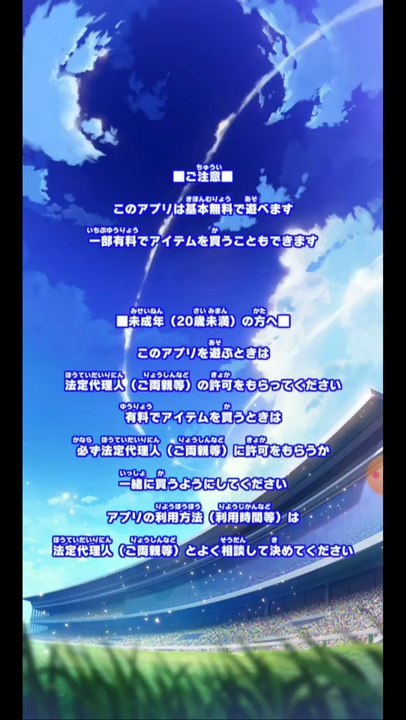 ■ご注意■
このアプリは基本無料で遊べます
一部有料でアイテムを買うこともできます
■未成年（20歳未満）の方へ■
このアプリを遊ぶときは
法定代理人（ご両親等）の許可をもらってください
有料でアイテムを買うときは
必ず法定代理人（ご両親等）に許可をもらうか
一緒に買うようにしてください
アプリの利用方法（利用時間等）は
法定代理人（ご両親等）とよく相談して決めてください